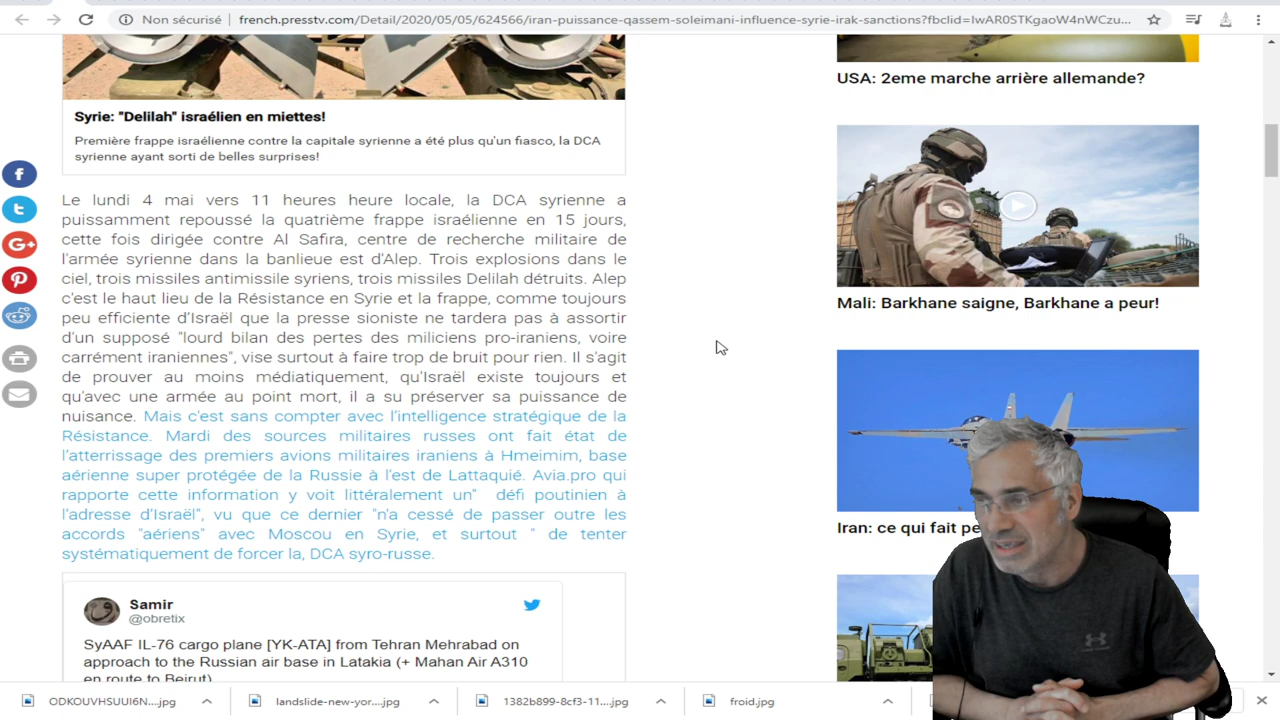 Non sécurisé
french.presstv.com/Detail/2020/05/05/624566/iran-puissance-qassem-soleimani-influence-syrie-irak-sanctions?fbclid=IwAR0STKgaoW4nWCzu...
Syrie: "Delilah" israélien en miettes!
Première frappe israélienne contre la capitale syrienne a été plus qu'un fiasco, la DCA
syrienne ayant sorti de belles surprises!
Le lundi 4 mai vers 11 heures heure locale, la DCA syrienne a
puissamment repoussé la quatrième frappe israélienne en 15 jours,
cette fois dirigée contre Al Safira, centre de recherche militaire de
l'armée syrienne dans la banlieue est d'Alep. Trois explosions dans le
ciel, trois missiles antimissile syriens, trois missiles Delilah détruits. Alep
c'est le haut lieu de la Résistance en Syrie et la frappe, comme toujours
peu efficiente d'Israël que la presse sioniste ne tardera pas à assortir
d'un supposé "lourd bilan des pertes des miliciens pro-iraniens, voire
carrément iraniennes", vise surtout à faire trop de bruit pour rien. Il s'agit
de prouver au moins médiatiquement, qu'Israël existe toujours et
qu'avec une armée au point mort, il a su préserver sa puissance de
nuisance. Mais c'est sans compter avec l'intelligence stratégique de la
Résistance. Mardi des sources militaires russes ont fait état de
l'atterrissage des premiers avions militaires iraniens à Hmeimim, base
aérienne super protégée de la Russie à l'est de Lattaquié. Avia.pro qui
rapporte cette information y voit littéralement un" défi poutinien à
l'adresse d'Israël", vu que ce dernier "n'a cessé de passer outre les
accords "aériens" avec Moscou en Syrie, et surtout " de tenter
systématiquement de forcer la, DCA syro-russe.
Samir
@obretix
SyAAF IL-76 cargo plane [YK-ATA] from Tehran Mehrabad on
approach to the Russian air base in Latakia (+ Mahan Air A310
en route to Beirut)
USA: 2eme marche arrière allemande?
Mali: Barkhane saigne, Barkhane a peur!
Iran: ce qui fait
ODKOUVHSUUI6N....jpg
landslide-new-yor....jpg
1382b899-8cf3-11....jpg
froid.jpg